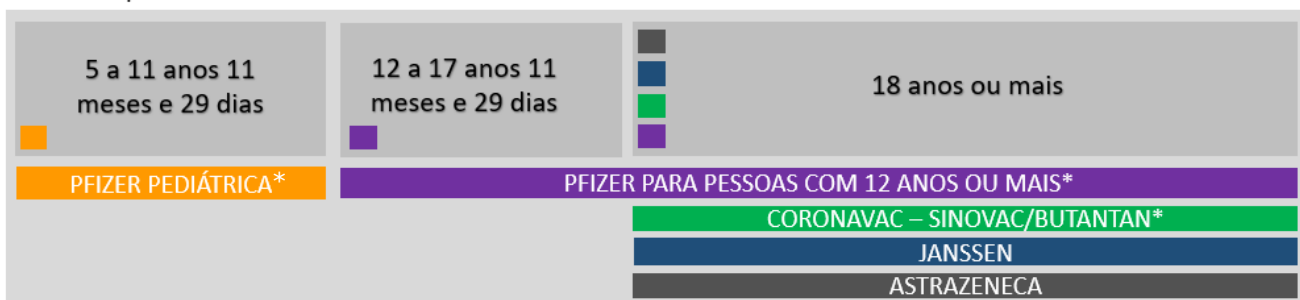 5 a 11 anos 11
meses e 29 dias
12 a 17 anos 11
meses e 29 dias
18 anos ou mais
PFIZER PEDIÁTRICA*
PFIZER PARA PESSOAS COM 12 ANOS OU MAIS*
CORONAVAC – SINOVAC/BUTANTAN*
JANSSEN
ASTRAZENECA